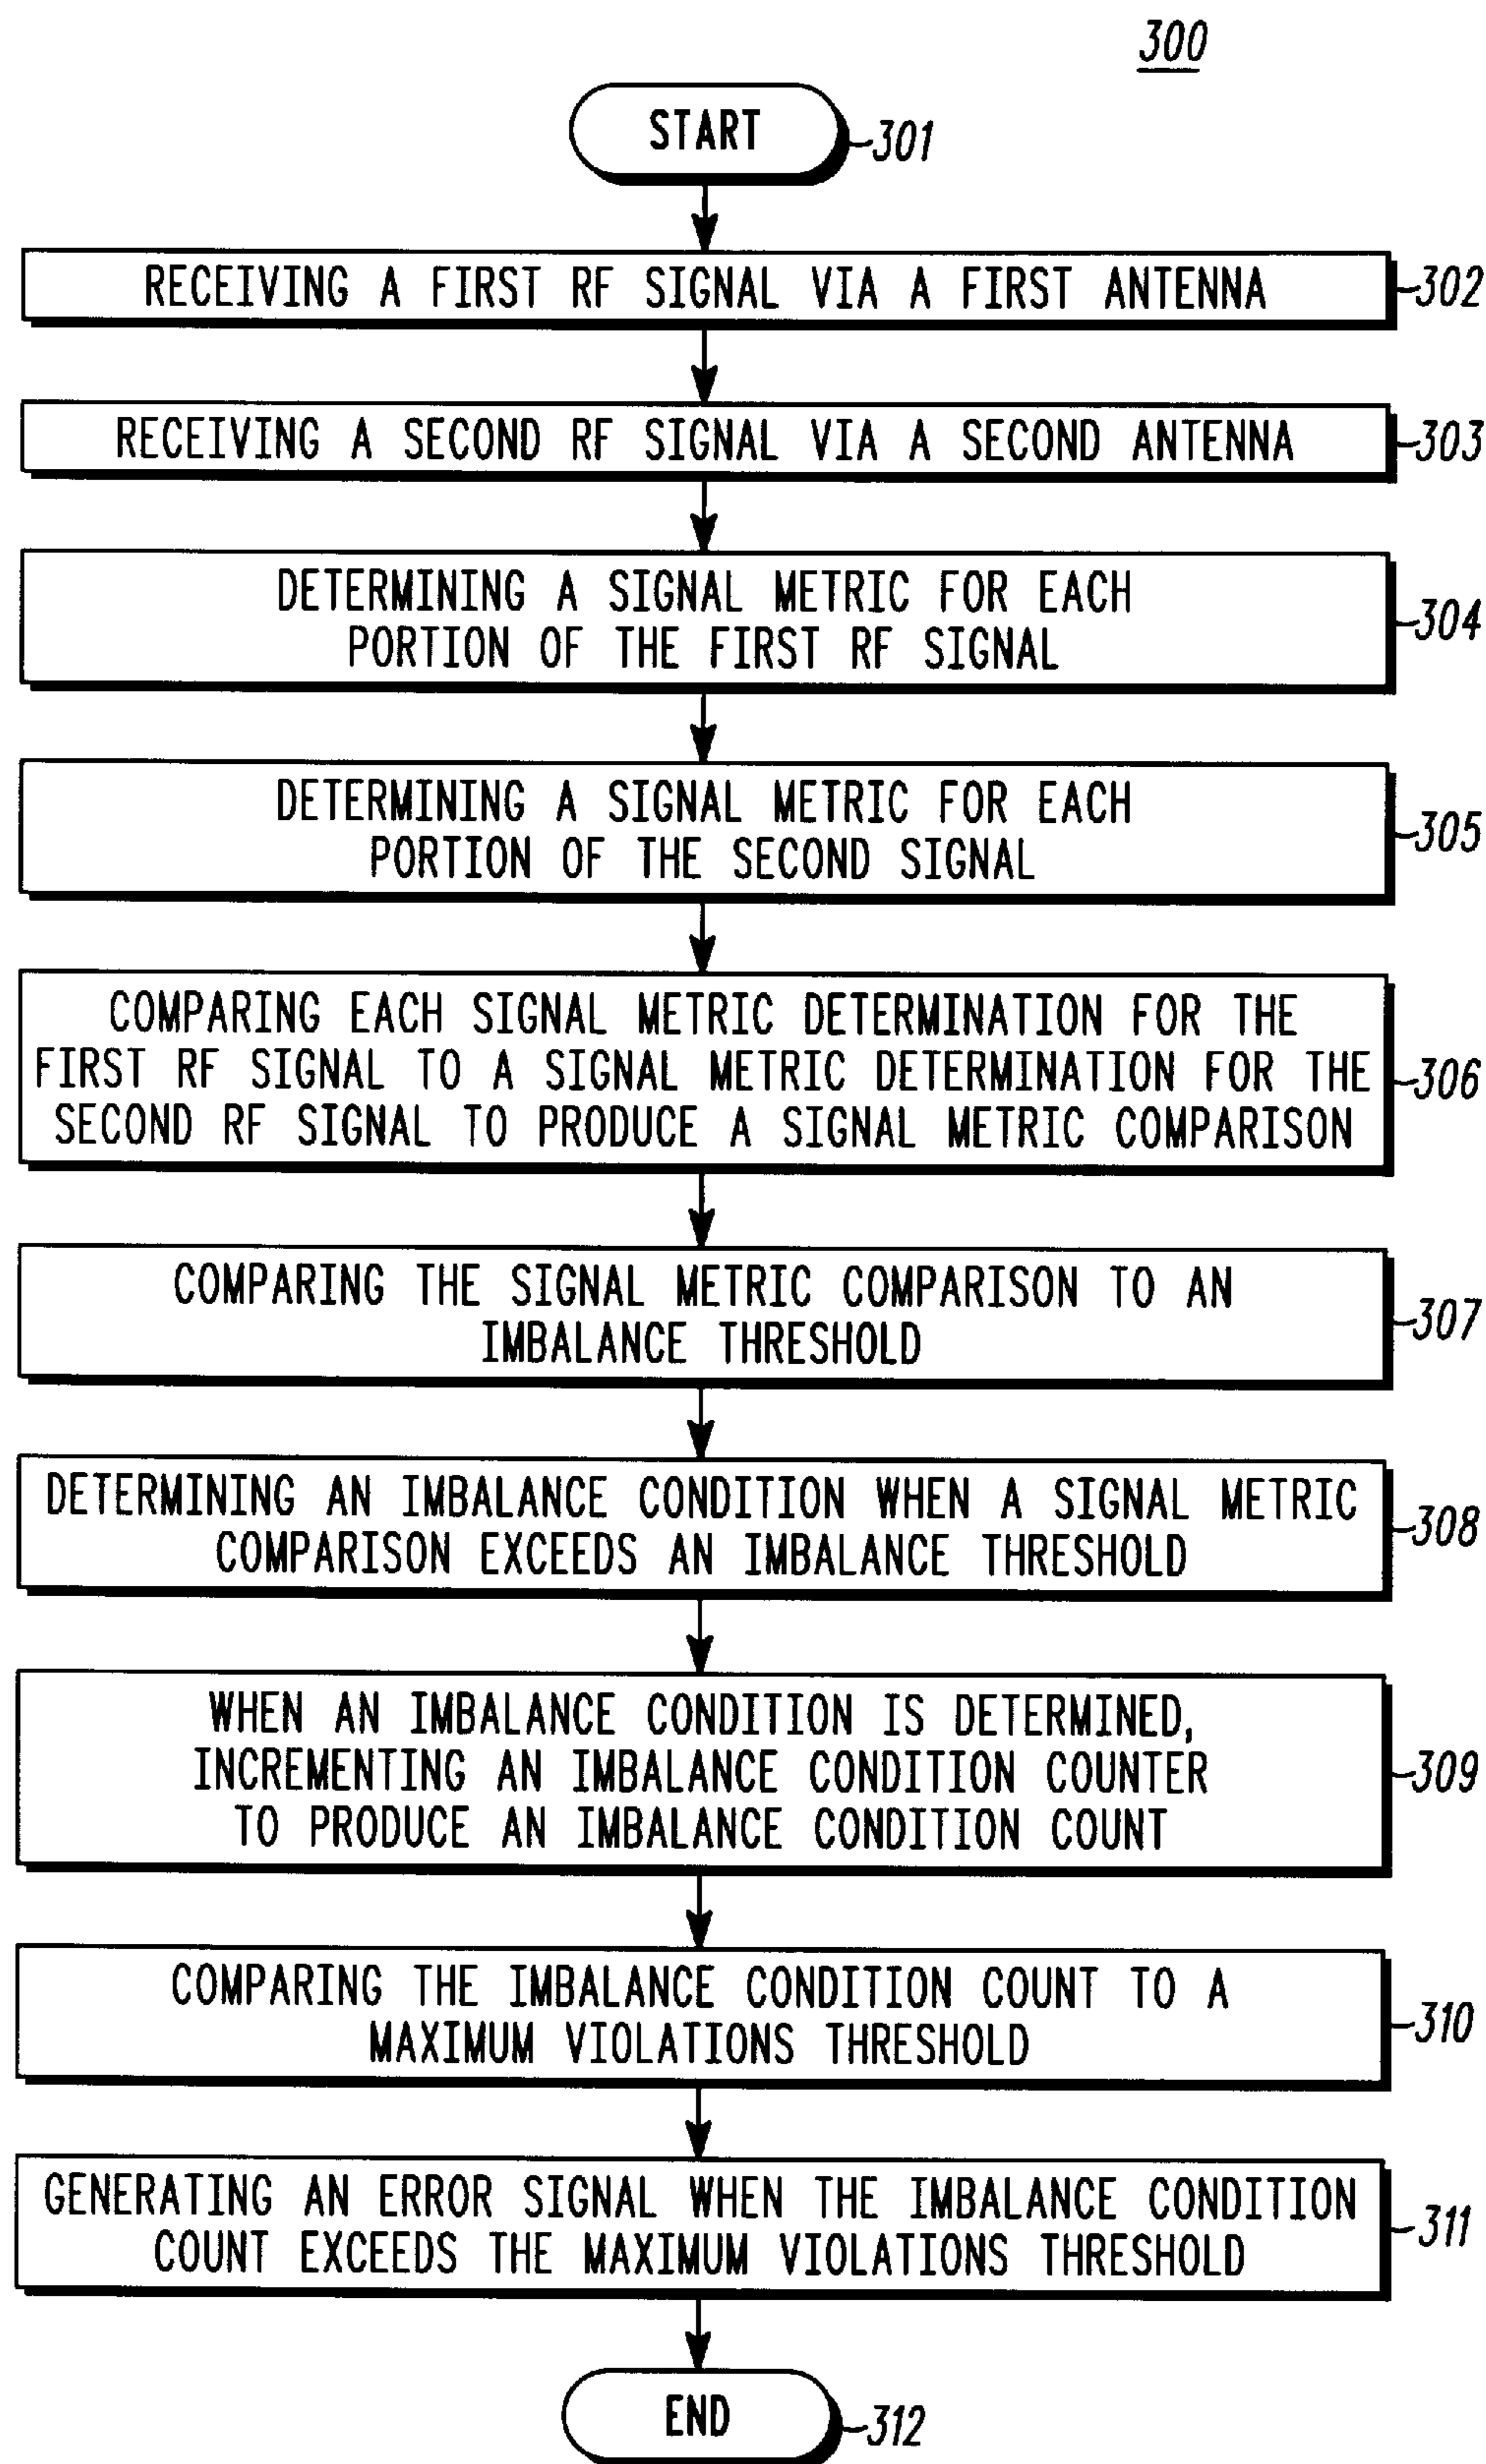 300
START
301
RECEIVING A FIRST RF SIGNAL VIA A FIRST ANTENNA
302
RECEIVING A SECOND RF SIGNAL VIA A SECOND ANTENNA
303
DETERMINING A SIGNAL METRIC FOR EACH
PORTION OF THE FIRST RF SIGNAL
304
DETERMINING A SIGNAL METRIC FOR EACH
PORTION OF THE SECOND SIGNAL
305
COMPARING EACH SIGNAL METRIC DETERMINATION FOR THE
FIRST RF SIGNAL TO A SIGNAL METRIC DETERMINATION FOR THE
SECOND RF SIGNAL TO PRODUCE A SIGNAL METRIC COMPARISON
306
COMPARING THE SIGNAL METRIC COMPARISON TO AN
IMBALANCE THRESHOLD
307
DETERMINING AN IMBALANCE CONDITION WHEN A SIGNAL METRIC
COMPARISON EXCEEDS AN IMBALANCE THRESHOLD
308
WHEN AN IMBALANCE CONDITION IS DETERMINED,
INCREMENTING AN IMBALANCE CONDITION COUNTER
TO PRODUCE AN IMBALANCE CONDITION COUNT
309
COMPARING THE IMBALANCE CONDITION COUNT TO A
MAXIMUM VIOLATIONS THRESHOLD
310
GENERATING AN ERROR SIGNAL WHEN THE IMBALANCE CONDITION
COUNT EXCEEDS THE MAXIMUM VIOLATIONS THRESHOLD
311
END
312